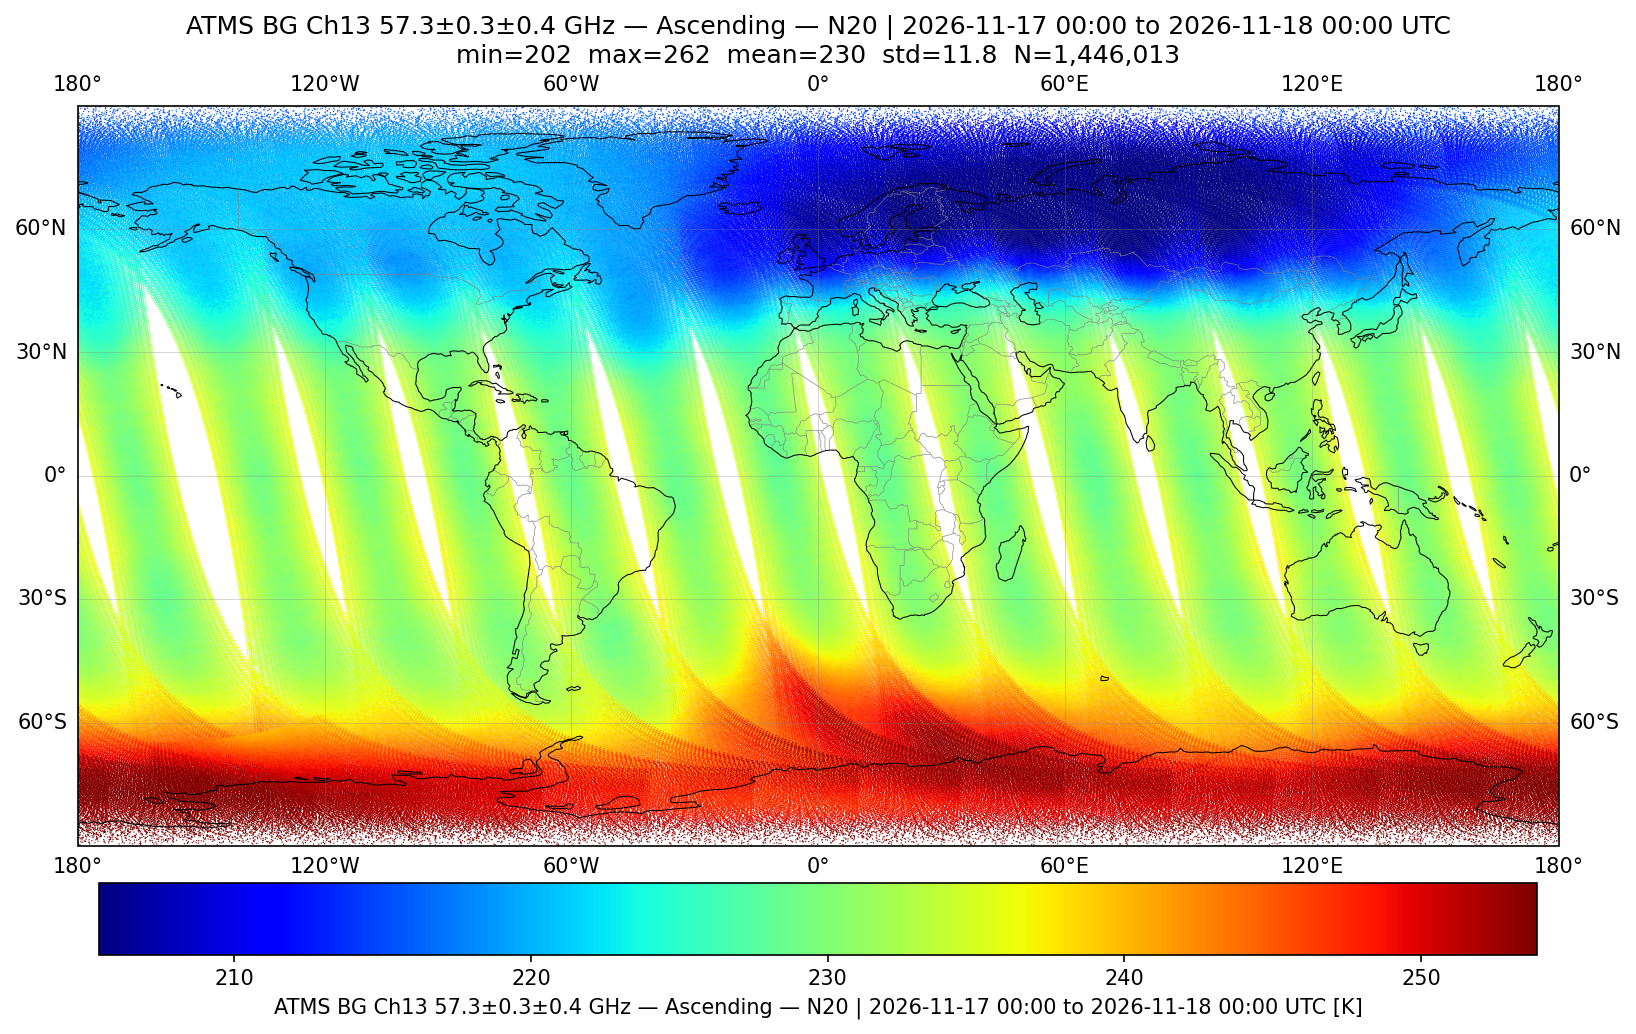 ATMS BG Ch13 57.3±0.3±0.4 GHz — Ascending — N20 | 2026-11-17 00:00 to 2026-11-18 00:00 UTC
min=202 max=262 mean=230 std=11.8 N=1,446,013
180° 120°W 60°W 0° 60°E 120°E 180°
60°N 60°N
30°N 30°N
0° 0°
30°S 30°S
60°S 60°S
180° 120°W 60°W 0° 60°E 120°E 180°
210 220 230 240 250
ATMS BG Ch13 57.3±0.3±0.4 GHz — Ascending — N20 | 2026-11-17 00:00 to 2026-11-18 00:00 UTC [K]